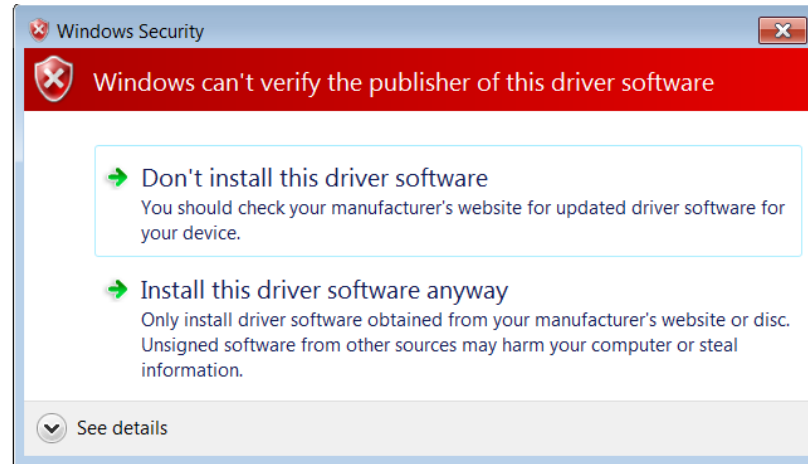 Windows Security
Windows can't verify the publisher of this driver software
Don't install this driver software
You should check your manufacturer's website for updated driver software for
your device.
Install this driver software anyway
Only install driver software obtained from your manufacturer's website or disc.
Unsigned software from other sources may harm your computer or steal
information.
See details